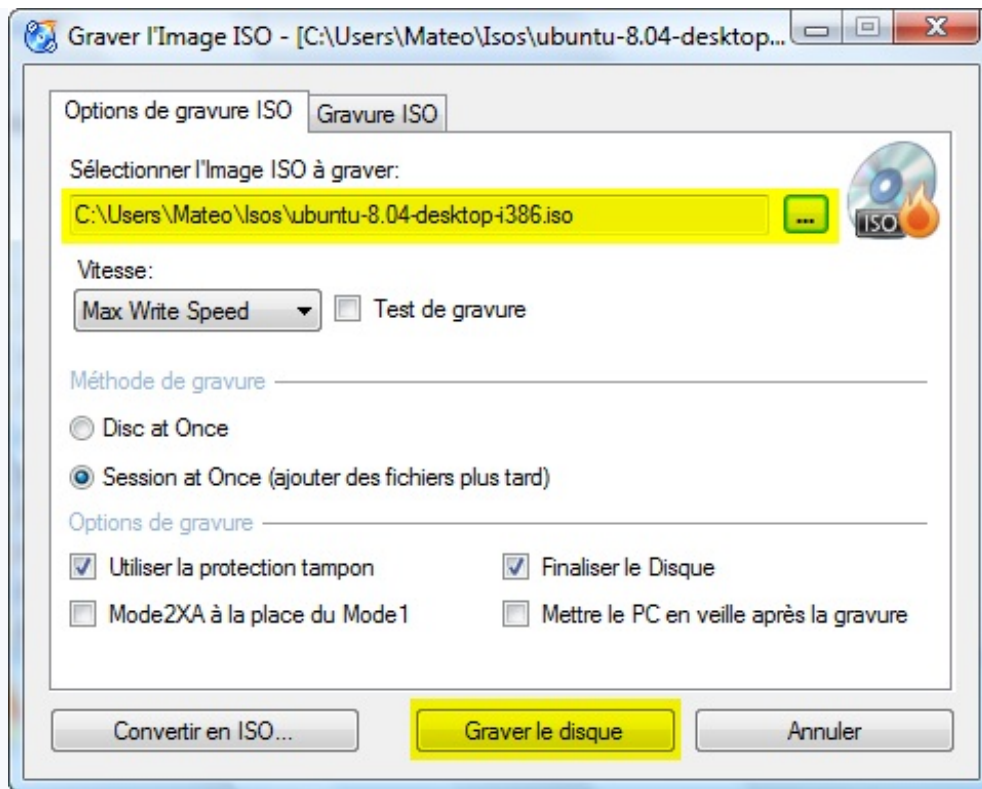 Graver l'Image ISO - [C:\Users\Mateo\Isos\ubuntu-8.04-desktop...
Options de gravure ISO
Gravure ISO
Sélectionner l'Image ISO à graver:
C:\Users\Mateo\Isos\ubuntu-8.04-desktop-i386.iso
...
ISO
Vitesse:
Max Write Speed
Test de gravure
Méthode de gravure
Disc at Once
Session at Once (ajouter des fichiers plus tard)
Options de gravure
Utiliser la protection tampon
Finaliser le Disque
Mode2XA à la place du Mode1
Mettre le PC en veille après la gravure
Convertir en ISO...
Graver le disque
Annuler